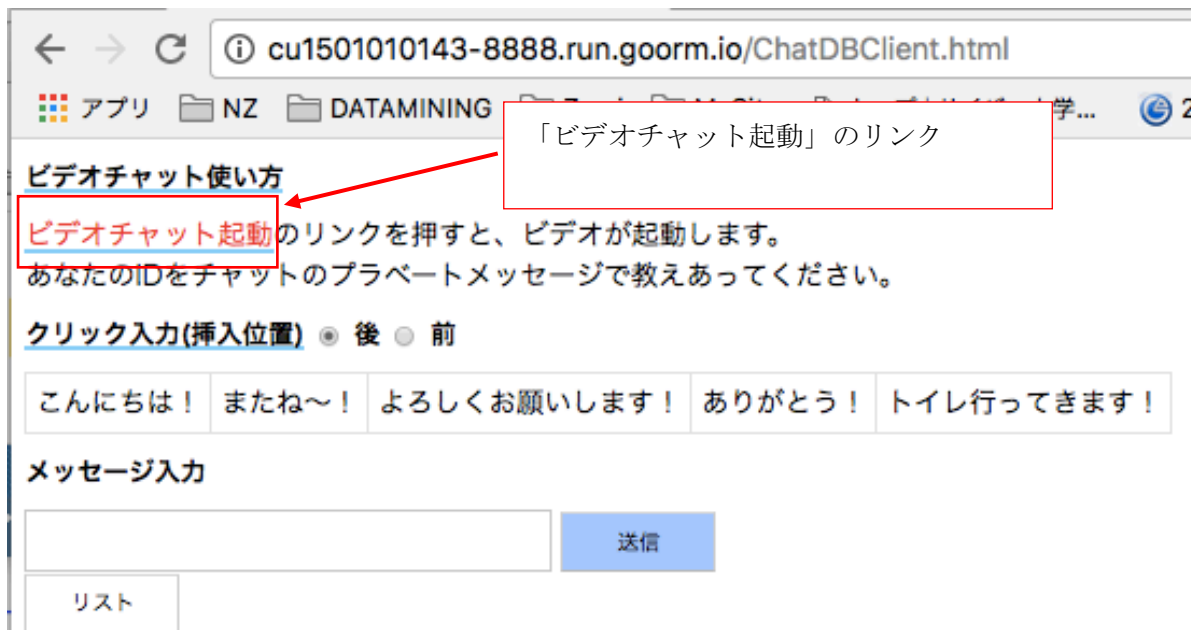 cu1501010143-8888.run.goorm.io/ChatDBClient.html
アプリ NZ DATAMINING 学... 2
「ビデオチャット起動」のリンク
ビデオチャット使い方
ビデオチャット起動のリンクを押すと、ビデオが起動します。
あなたのIDをチャットのプラベートメッセージで教えあってください。
クリック入力(挿入位置) 後 前
こんにちは！ またね〜！ よろしくお願いします！ ありがとう！ トイレ行ってきます！
メッセージ入力
送信
リスト